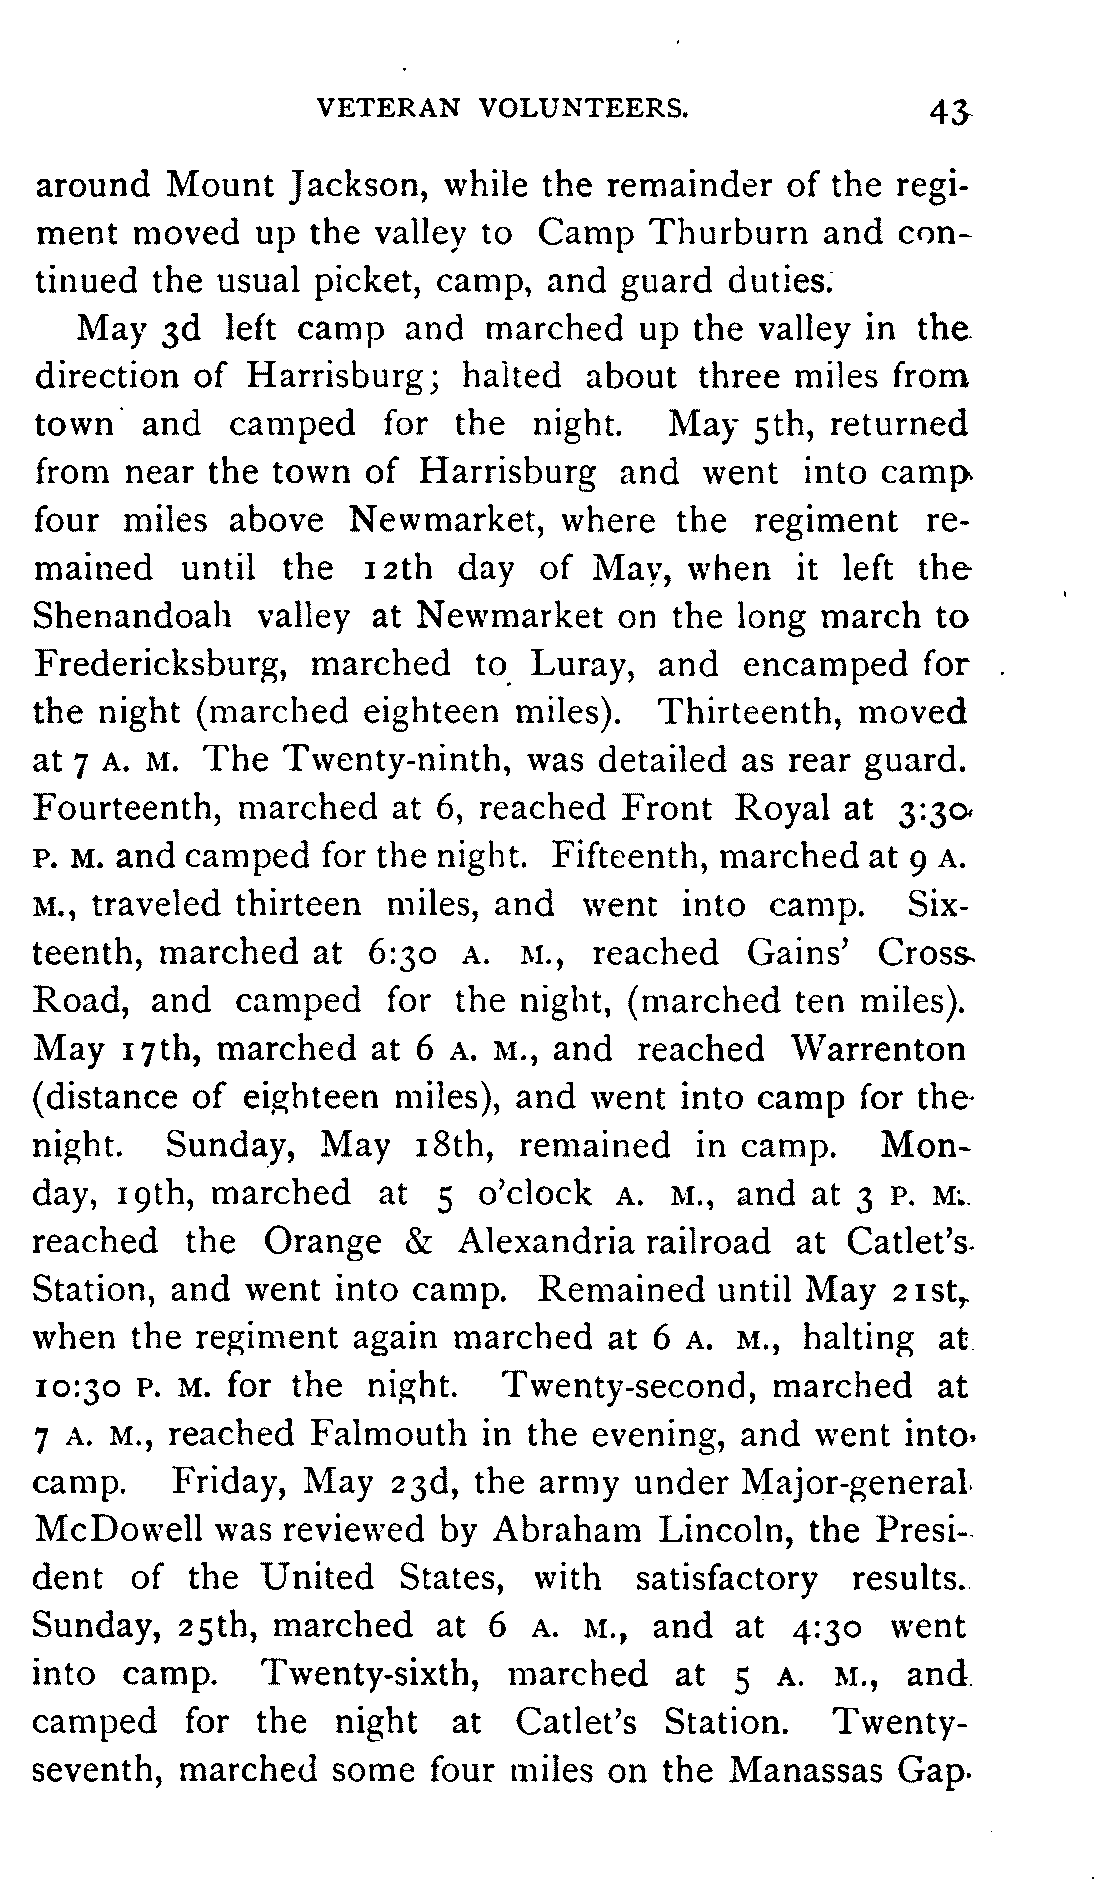 VETERAN VOLUNTEERS. 43
around Mount Jackson, while the remainder of the regi-
ment moved up the valley to Camp Thurburn and con-
tinued the usual picket, camp, and guard duties.
May 3d left camp and marched up the valley in the
direction of Harrisburg; halted about three miles from
town and camped for the night. May 5th, returned
from near the town of Harrisburg and went into camp
four miles above Newmarket, where the regiment re-
mained until the 12th day of May, when it left the
Shenandoah valley at Newmarket on the long march to
Fredericksburg, marched to Luray, and encamped for
the night (marched eighteen miles). Thirteenth, moved
at 7 A. M. The Twenty-ninth, was detailed as rear guard.
Fourteenth, marched at 6, reached Front Royal at 3:30
P. M. and camped for the night. Fifteenth, marched at 9 A.
M., traveled thirteen miles, and went into camp. Six-
teenth, marched at 6:30 A. M., reached Gains' Cross
Road, and camped for the night, (marched ten miles).
May 17th, marched at 6 A. M., and reached Warrenton
(distance of eighteen miles), and went into camp for the
night. Sunday, May 18th, remained in camp. Mon-
day, 19th, marched at 5 o'clock A. M., and at 3 P. M.
reached the Orange & Alexandria railroad at Catlet's
Station, and went into camp. Remained until May 21st,
when the regiment again marched at 6 A. M., halting at
10:30 P. M. for the night. Twenty-second, marched at
7 A. M., reached Falmouth in the evening, and went into
camp. Friday, May 23d, the army under Major-general
McDowell was reviewed by Abraham Lincoln, the Presi-
dent of the United States, with satisfactory results.
Sunday, 25th, marched at 6 A. M., and at 4:30 went
into camp. Twenty-sixth, marched at 5 A. M., and
camped for the night at Catlet's Station. Twenty-
seventh, marched some four miles on the Manassas Gap